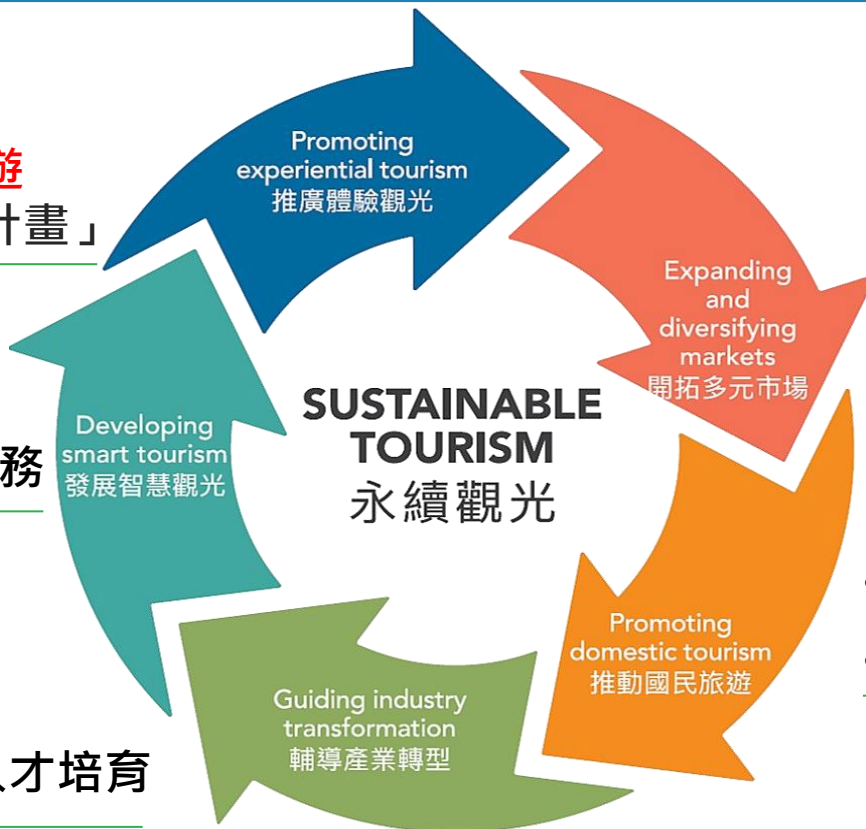 Promoting
experiential tourism
推廣體驗觀光
遊
計畫」
Expanding
and
diversifying
markets
開拓多元市場
SUSTAINABLE
TOURISM
永續觀光
Developing
smart tourism
發展智慧觀光
務
Promoting
domestic tourism
推動國民旅遊
Guiding industry
transformation
輔導產業轉型
才培育